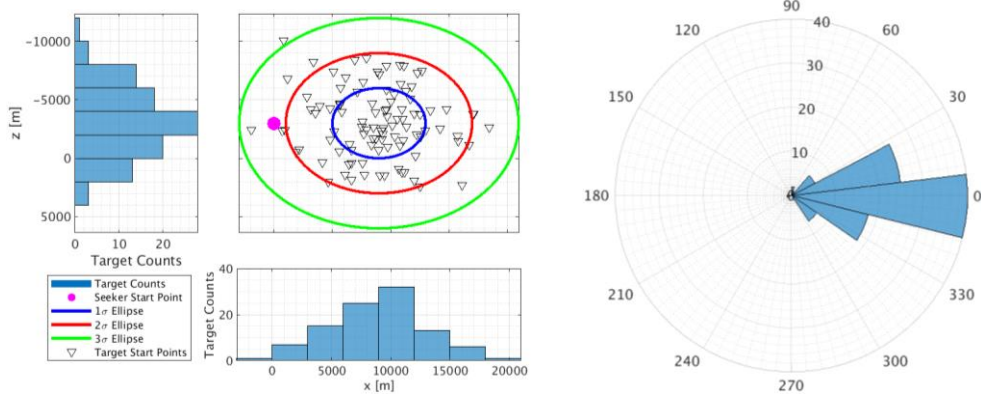 -10000
-5000
0
5000
z [m]
0 10 20
Target Counts
Target Counts
Seeker Start Point
1σ Ellipse
2σ Ellipse
3σ Ellipse
Target Start Points
40
20
0
Target Counts
0 5000 10000 15000 20000
x [m]
90
120 60
150 30
180 0
210 330
240 300
270
40
30
20
10